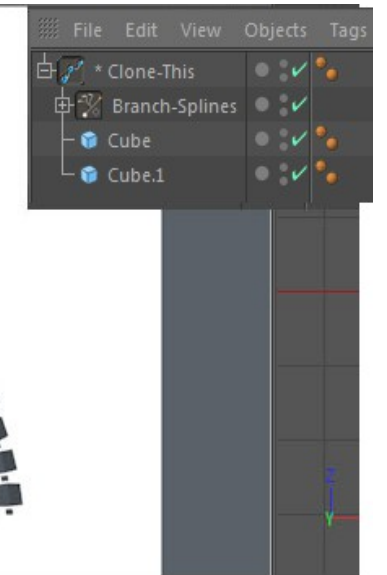 File Edit View Objects Tags
* Clone-This
Branch-Splines
Cube
Cube.1
Z
Y